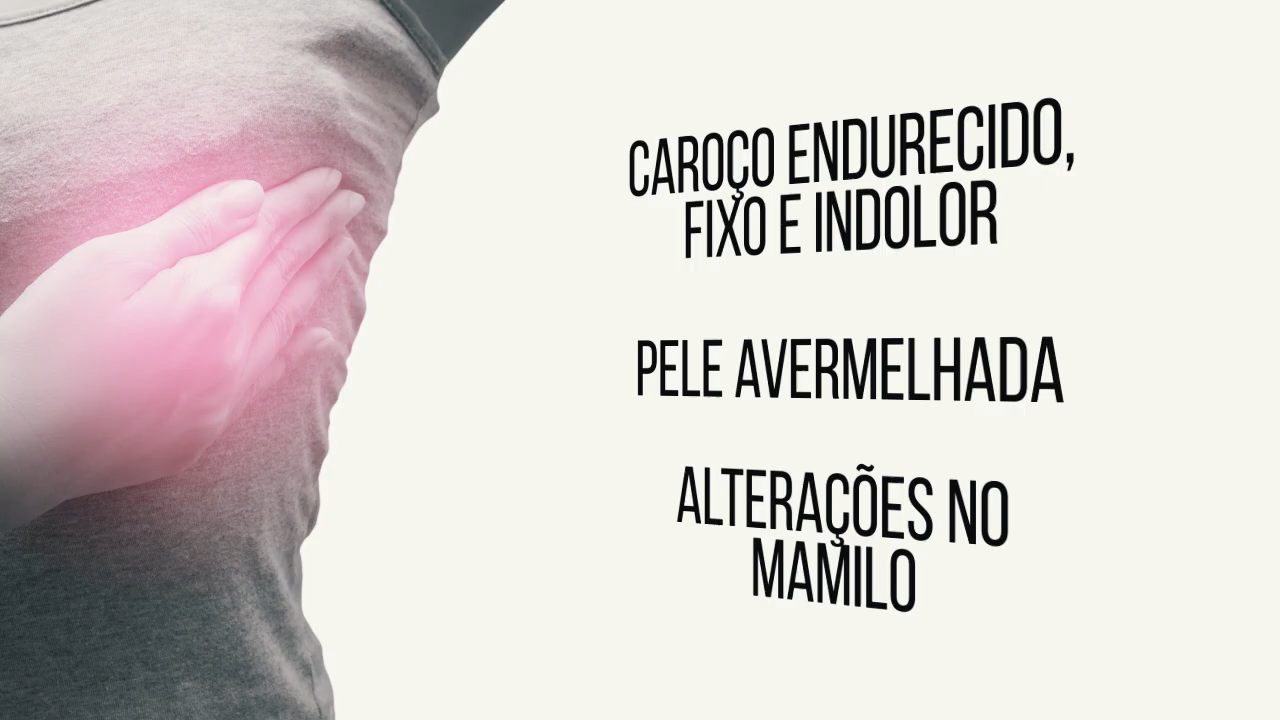 CAROÇO ENDURECIDO,
FIXO E INDOLOR
PELE AVERMELHADA
ALTERAÇÕES NO
MAMILO